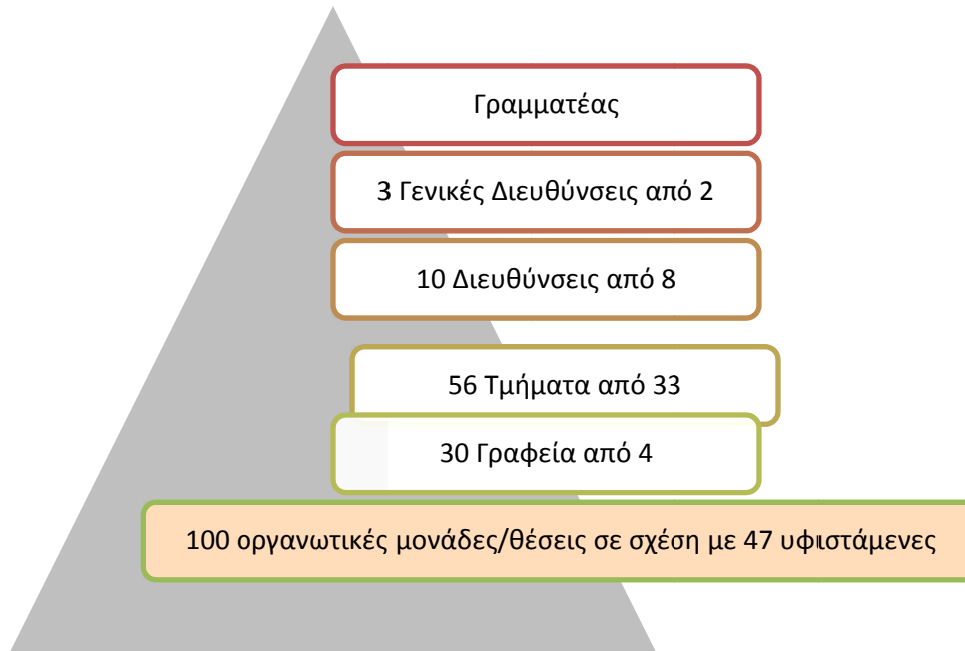 Γραμματέας
3 Γενικές Διευθύνσεις από 2
10 Διευθύνσεις από 8
56 Τμήματα από 33
30 Γραφεία από 4
100 οργανωτικές μονάδες/θέσεις σε σχέση με 47 υφιστάμενες